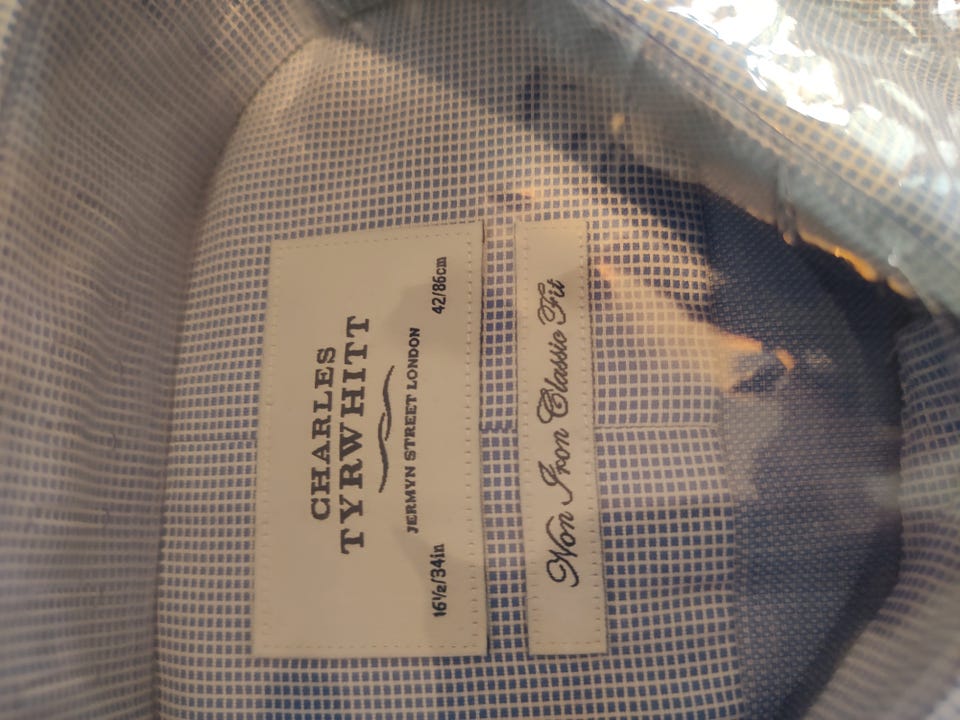 CHARLES
TYRWHITT
JERMYN STREET LONDON
16½/34in 42/86cm
Non Iron Classic Fit